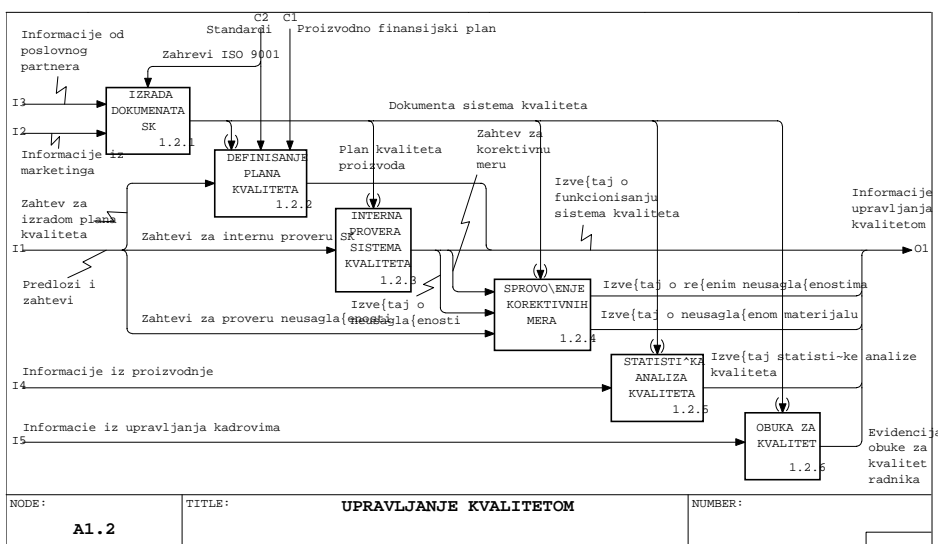 C2 C1
Standardi
Proizvodno finansijski plan
Informacije od
poslovnog
partnera
Zahrevi ISO 9001
I3
IZRADA
DOKUMENATA
SK
1.2.1
Dokumenta sistema kvaliteta
I2
Informacije iz
marketinga
DEFINISANJE
PLANA
KVALITETA
1.2.2
Plan kvaliteta
proizvoda
Zahtev za
korektivnu
meru
Zahtev za
izradom plana
kvaliteta
Izve{taj o
funkcionisanju
sistema kvaliteta
Informacije
upravljanja
kvalitetom
I1
Zahtevi za internu proveru SK
INTERNA
PROVERA
SISTEMA
KVALITETA
1.2.3
O1
Predlozi i
zahtevi
Izve{taj o
neusagla{enosti
Zahtevi za proveru neusagla{enosti
SPROVO\ENJE
KOREKTIVNIH
MERA
1.2.4
Izve{taj o re{enim neusagla{enostima
Izve{taj o neusagla{enom materijalu
Informacije iz proizvodnje
I4
STATISTI^KA
ANALIZA
KVALITETA
1.2.5
Izve{taj statisti~ke analize
kvaliteta
Informacie iz upravljanja kadrovima
I5
OBUKA ZA
KVALITET
1.2.6
Evidencija
obuke za
kvalitet
radnika
NODE:
A1.2
TITLE:
UPRAVLJANJE KVALITETOM
NUMBER: